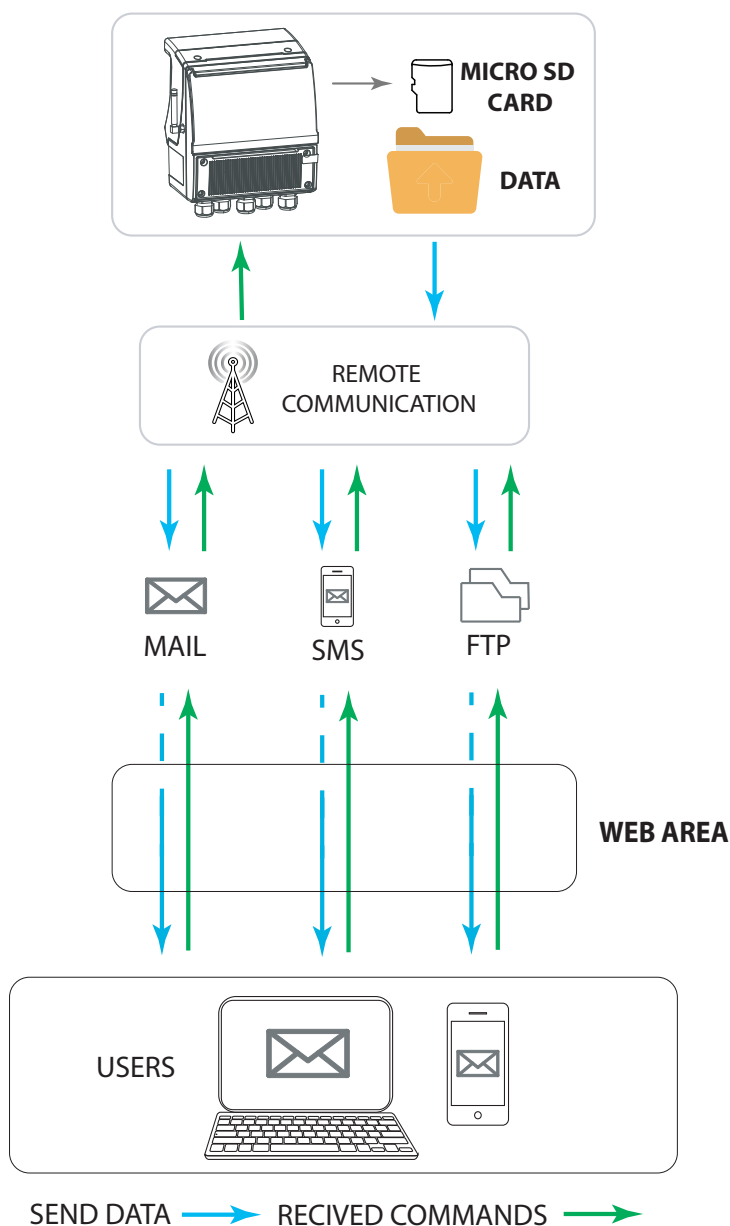 MICRO SD
CARD
DATA
REMOTE
COMMUNICATION
MAIL
SMS
FTP
WEB AREA
USERS
SEND DATA
RECIVED COMMANDS